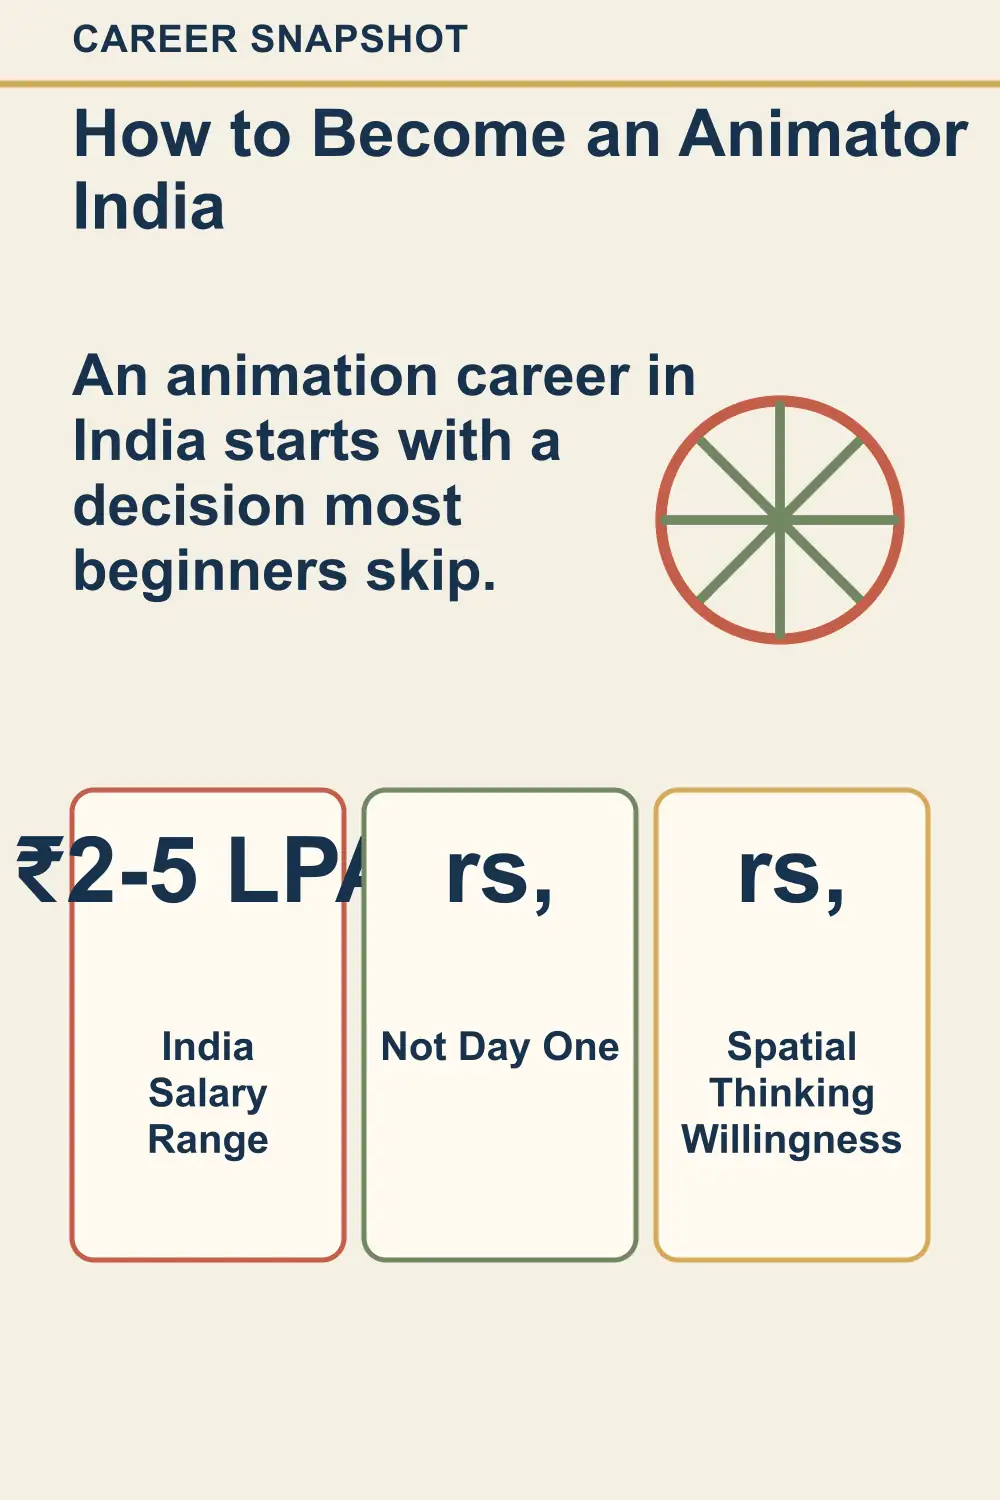 CAREER SNAPSHOT
How to Become an Animator
India
An animation career in
India starts with a
decision most
beginners skip.
₹2-5 LPA
rs,
rs,
India
Salary
Range
Not Day One
Spatial
Thinking
Willingness